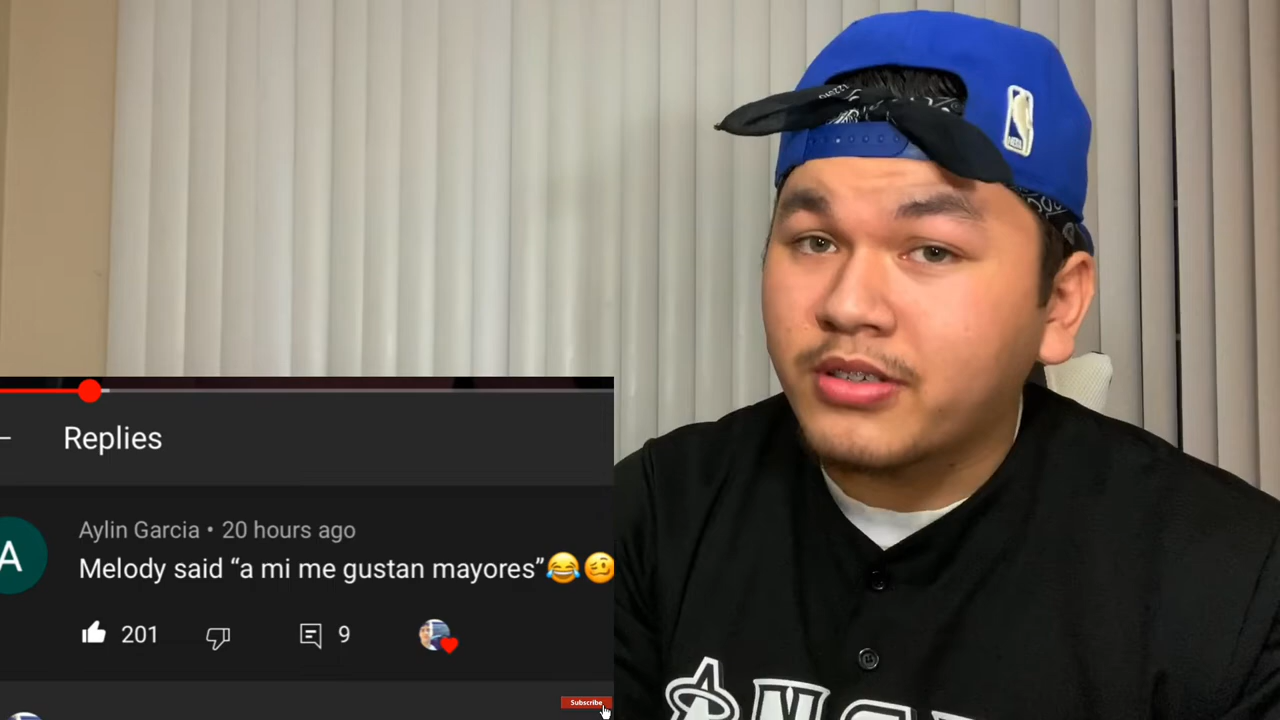 Replies
A
Aylin Garcia • 20 hours ago
Melody said “a mi me gustan mayores”😂🥴
201
9
Subscribe